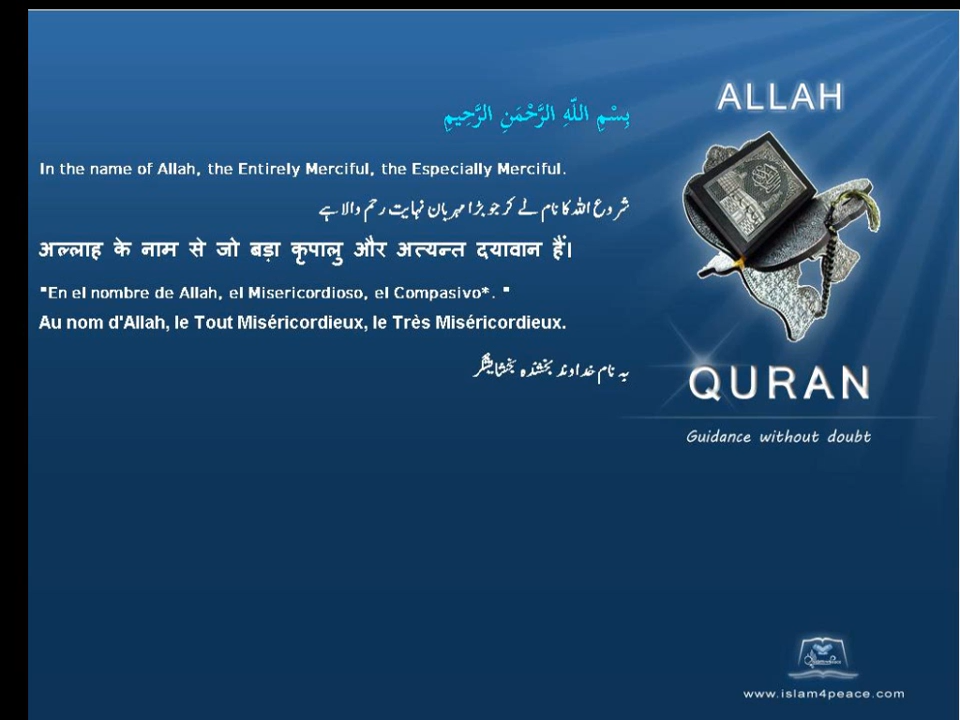 بِسْمِ اللَّهِ الرَّحْمَنِ الرَّحِيمِ
In the name of Allah, the Entirely Merciful, the Especially Merciful.
شروع الله کا نام لے کر جو بڑا مہربان نہایت رحم والا ہے
अल्लाह के नाम से जो बड़ा कृपालु और अत्यन्त दयावान हैं।
"En el nombre de Allah, el Misericordioso, el Compasivo*. "
Au nom d'Allah, le Tout Miséricordieux, le Très Miséricordieux.
به نام خداوند بخشنده بخشایشگر
ALLAH
QURAN
Guidance without doubt
www.islam4peace.com